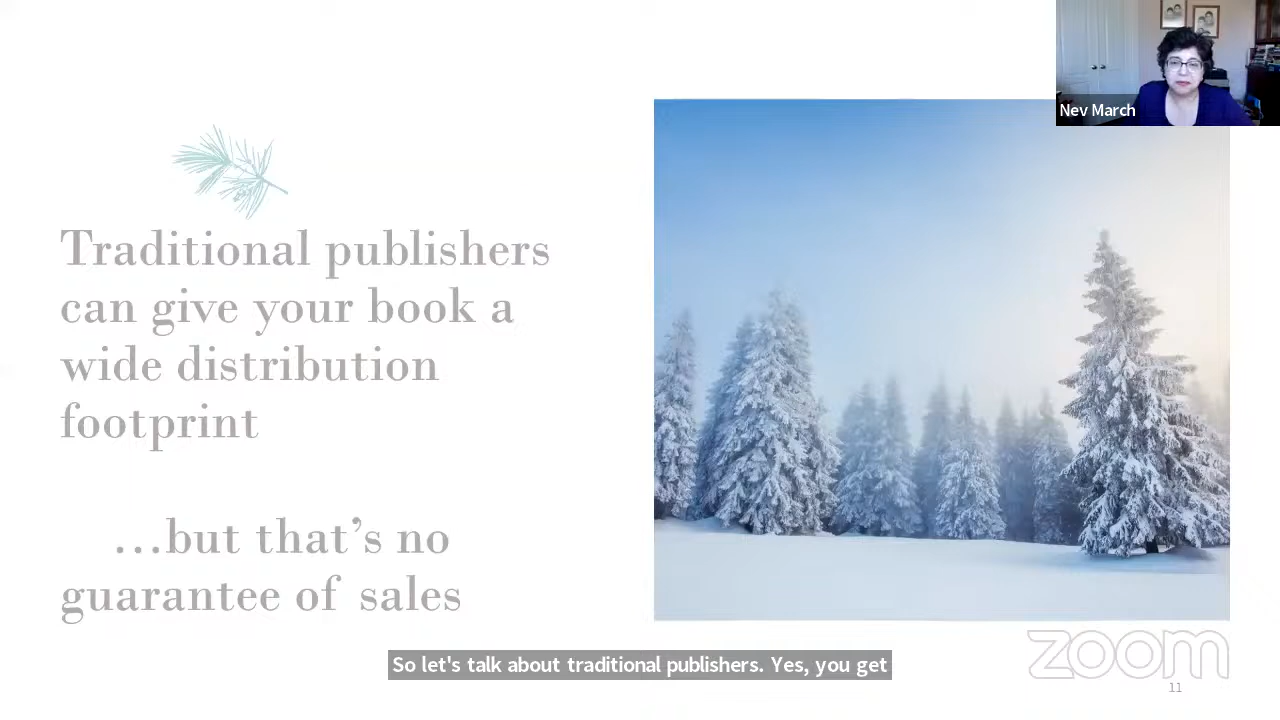 Nev March
Traditional publishers
can give your book a
wide distribution
footprint
...but that's no
guarantee of sales
So let's talk about traditional publishers. Yes, you get
zoom
11